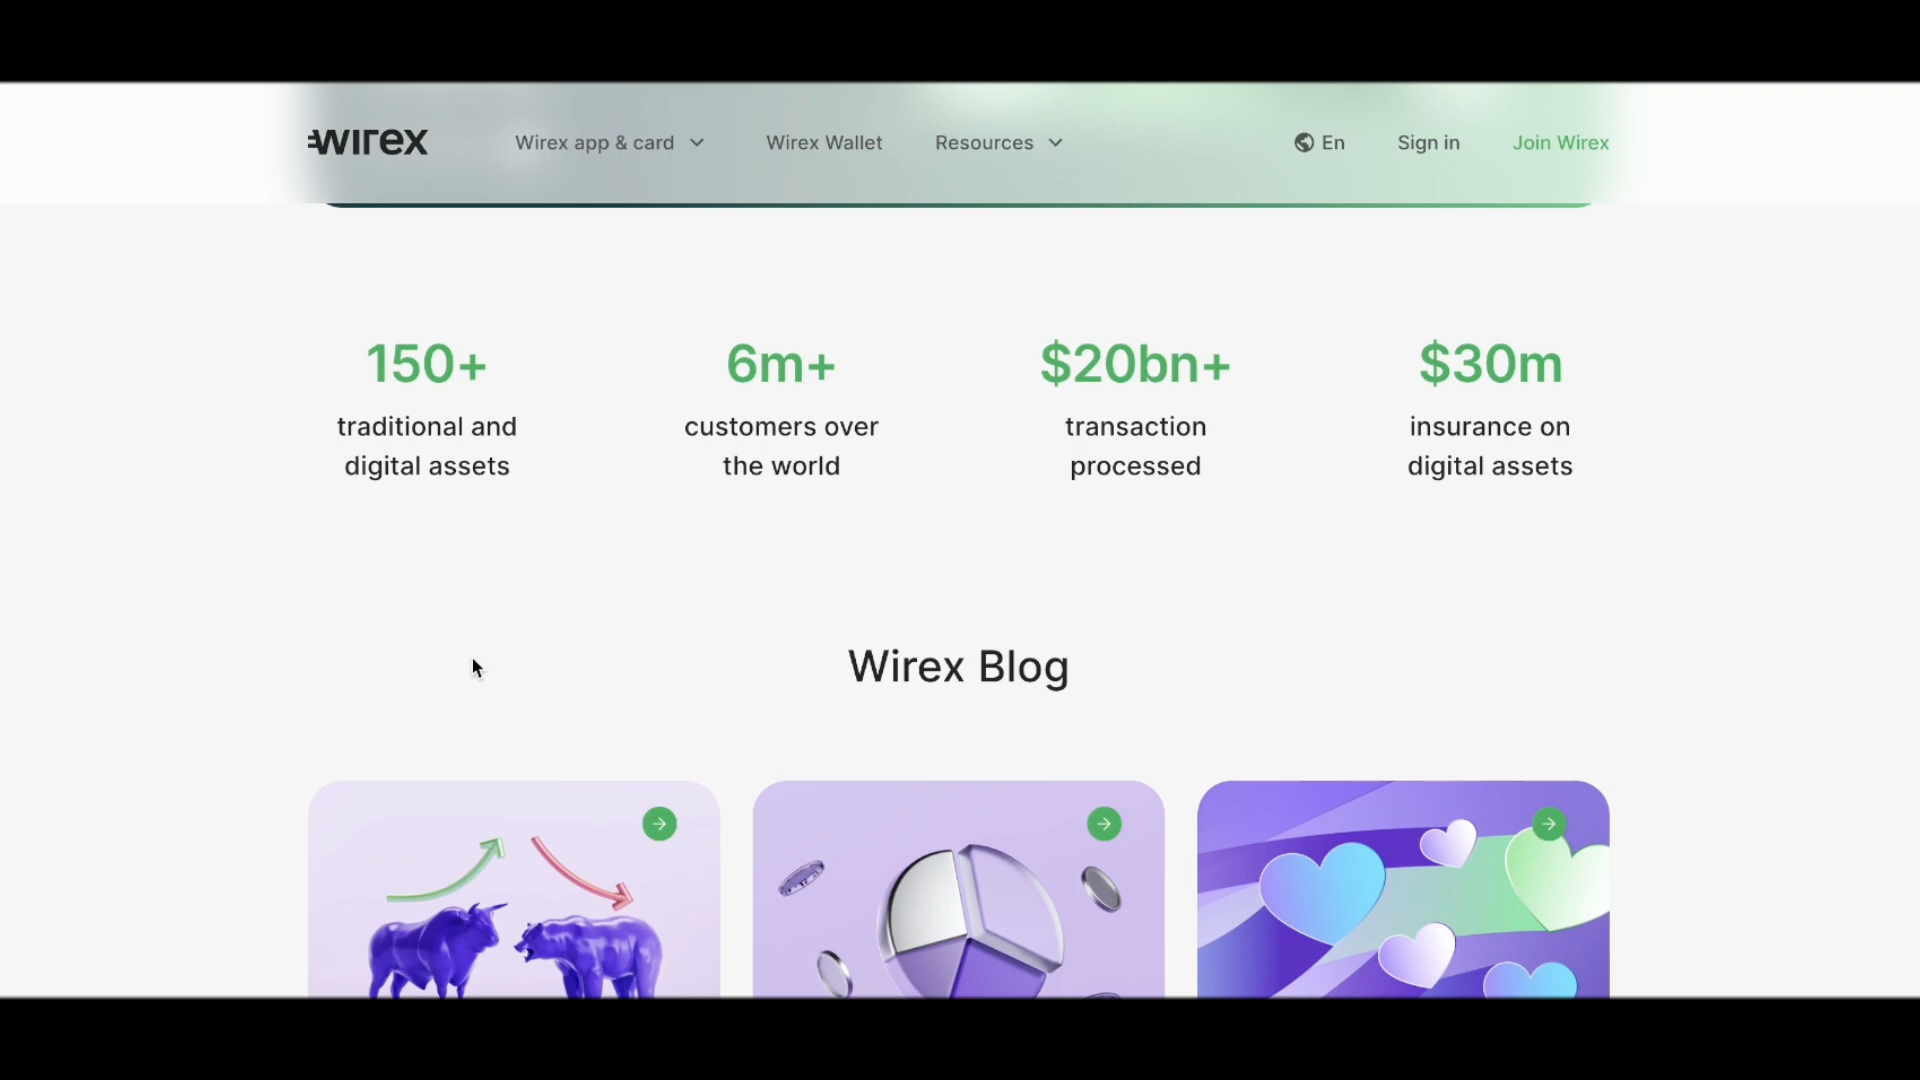 wirex
Wirex app & card
Wirex Wallet
Resources
En
Sign in
Join Wirex
150+
traditional and
digital assets
6m+
customers over
the world
$20bn+
transaction
processed
$30m
insurance on
digital assets
Wirex Blog